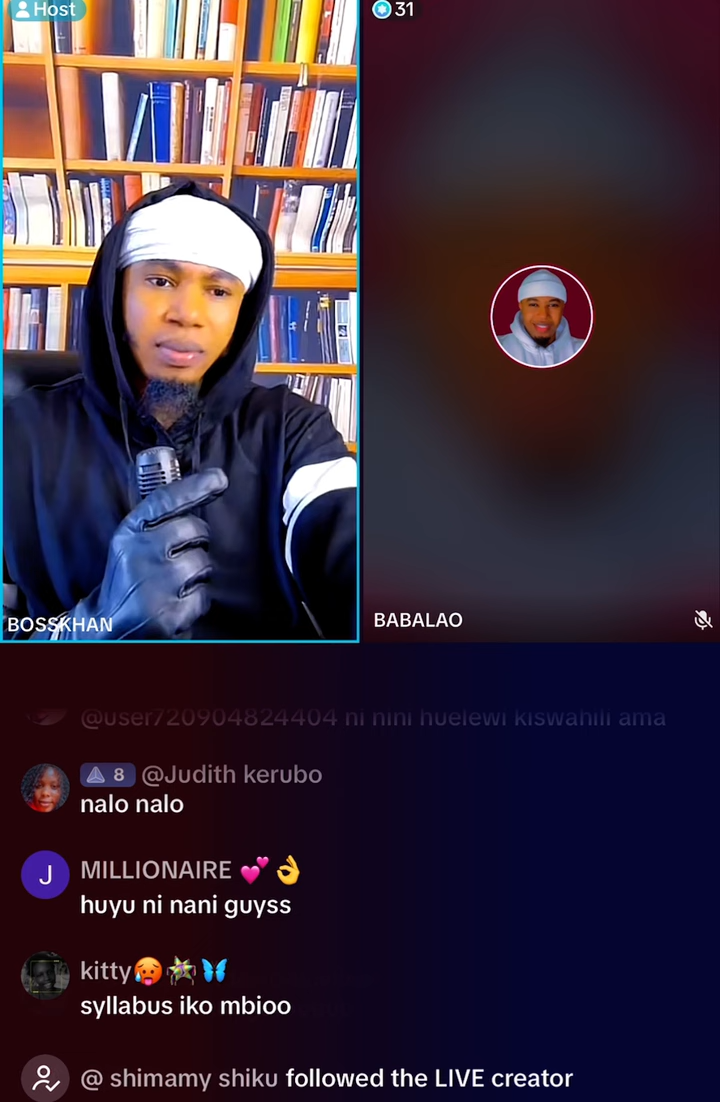 Host
31
BOSSKHAN
BABALAO
@user720904824404 ni nini huelewi kiswahili ama
8 @Judith kerubo
nalo nalo
J
MILLIONAIRE 💕👌
huyu ni nani guyss
kitty🥵🧚🦋
syllabus iko mbioo
@ shimamy shiku followed the LIVE creator